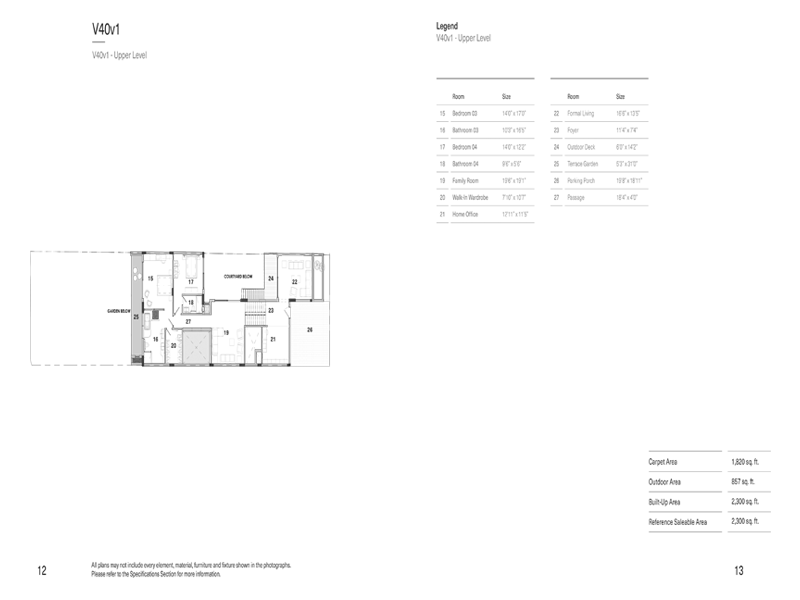 V40v1
V40v1 - Upper Level
Legend
V40v1 - Upper Level
Room Size
15 Bedroom 03 14'0" x 17'0"
16 Bathroom 03 10'3" x 16'5"
17 Bedroom 04 14'0" x 12'2"
18 Bathroom 04 9'6" x 5'6"
19 Family Room 19'6" x 19'1"
20 Walk-In Wardrobe 7'10" x 10'7"
21 Home Office 12'11" x 11'5"
Room Size
22 Formal Living 16'6" x 13'5"
23 Foyer 11'4" x 7'4"
24 Outdoor Deck 6'3" x 14'2"
25 Terrace Garden 5'3" x 31'0"
26 Parking Porch 15'8" x 18'11"
27 Passage 18'4" x 4'0"
COURTYARD BELOW
GARDEN BELOW
15
17
24
22
18
25
23
27
19
26
16
20
21
Carpet Area 1,820 sq. ft.
Outdoor Area 857 sq. ft.
Built-Up Area 2,300 sq. ft.
Reference Saleable Area 2,300 sq. ft.
12
All plans may not include every element, material, furniture and fixture shown in the photographs.
Please refer to the Specifications Section for more information.
13